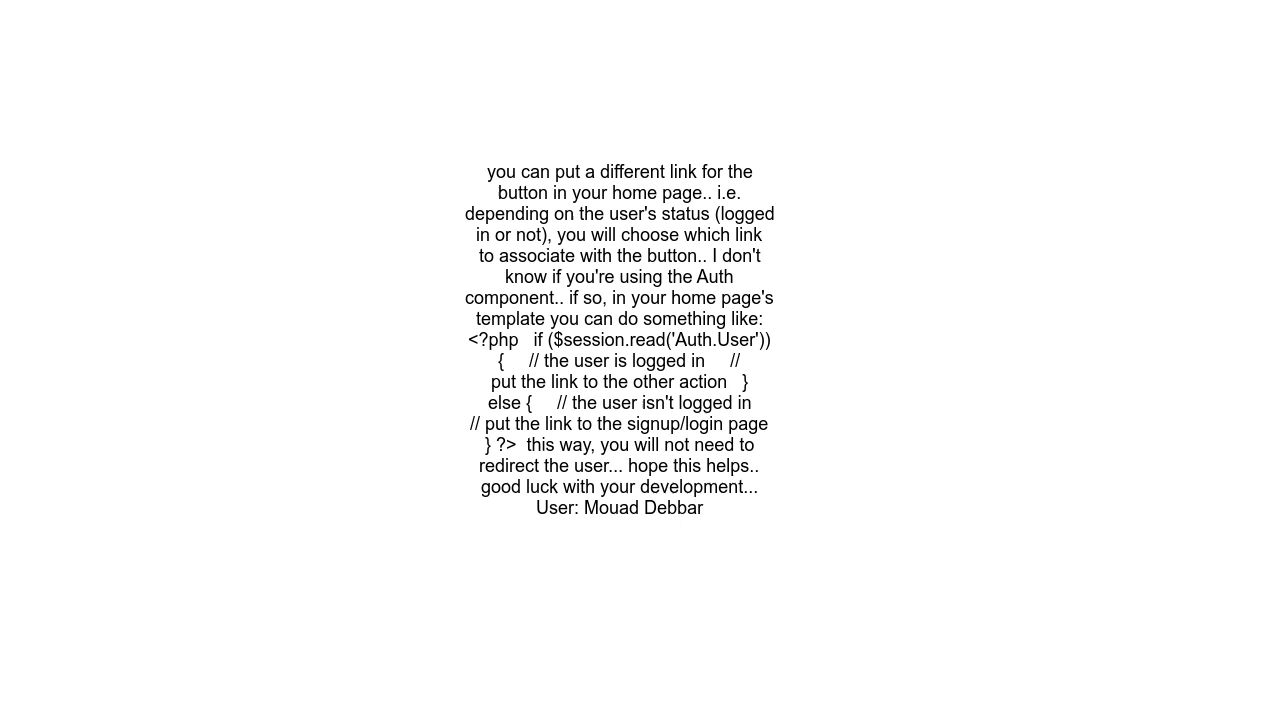 you can put a different link for the
button in your home page.. i.e.
depending on the user's status (logged
in or not), you will choose which link
to associate with the button.. I don't
know if you're using the Auth
component.. if so, in your home page's
template you can do something like:
<?php   if ($session.read('Auth.User'))
{     // the user is logged in     //
put the link to the other action   }
else {     // the user isn't logged in
// put the link to the signup/login page
} ?>  this way, you will not need to
redirect the user... hope this helps..
good luck with your development...
User: Mouad Debbar